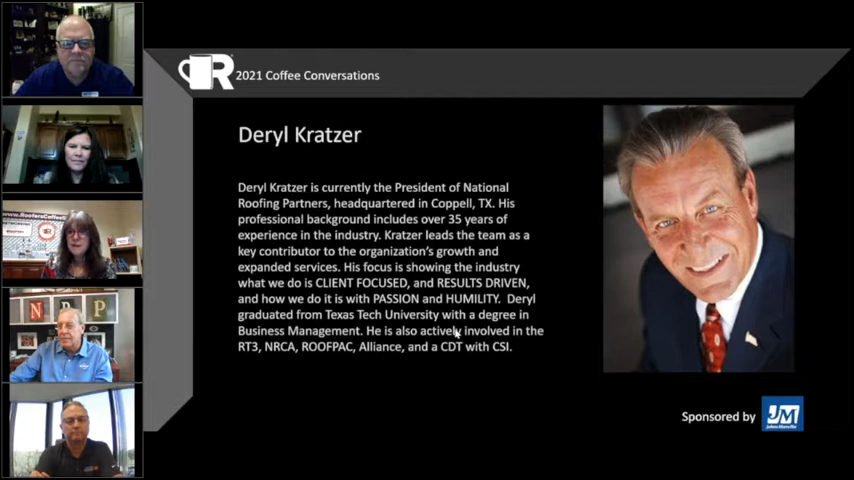 www.RoofersCoffeeS
N R P
R
2021 Coffee Conversations
Deryl Kratzer
Deryl Kratzer is currently the President of National
Roofing Partners, headquartered in Coppell, TX. His
professional background includes over 35 years of
experience in the industry. Kratzer leads the team as a
key contributor to the organization's growth and
expanded services. His focus is showing the industry
what we do is CLIENT FOCUSED, and RESULTS DRIVEN,
and how we do it is with PASSION and HUMILITY. Deryl
graduated from Texas Tech University with a degree in
Business Management. He is also actively involved in the
RT3, NRCA, ROOFPAC, Alliance, and a CDT with CSI.
Sponsored by
JM
Johns Manville